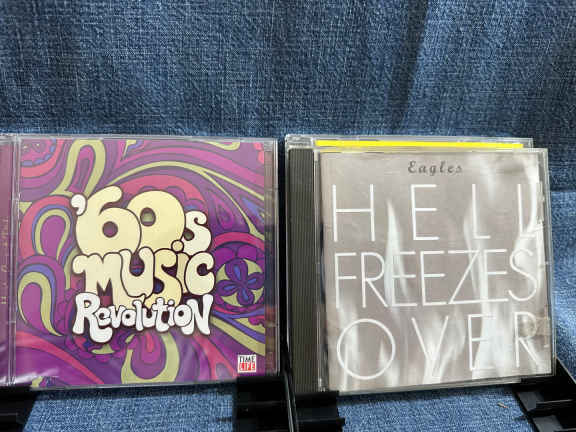 '60s
MUSIC
Revolution
TIME
LIFE
Eagles
HELL
FREEZES
OVER